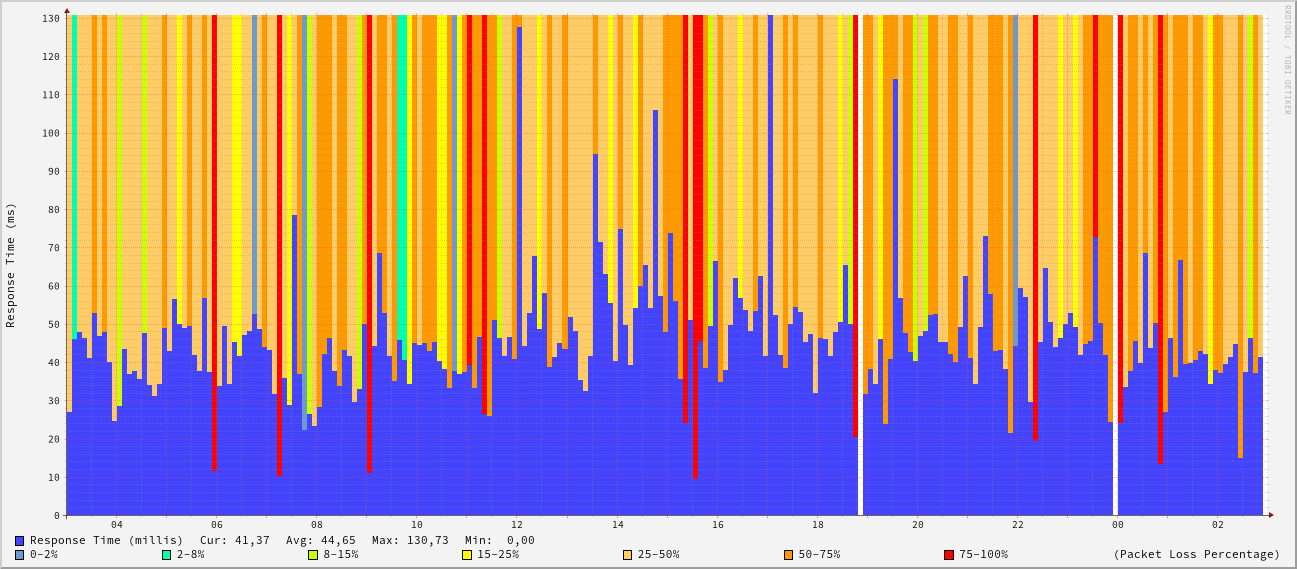 RRDTOOL / TOBI OETIKER
Response Time (ms)
130
120
110
100
90
80
70
60
50
40
30
20
10
0
04 06 08 10 12 14 16 18 20 22 00 02
Response Time (millis) Cur: 41,37 Avg: 44,65 Max: 130,73 Min: 0,00
0-2% 2-8% 8-15% 15-25% 25-50% 50-75% 75-100% (Packet Loss Percentage)